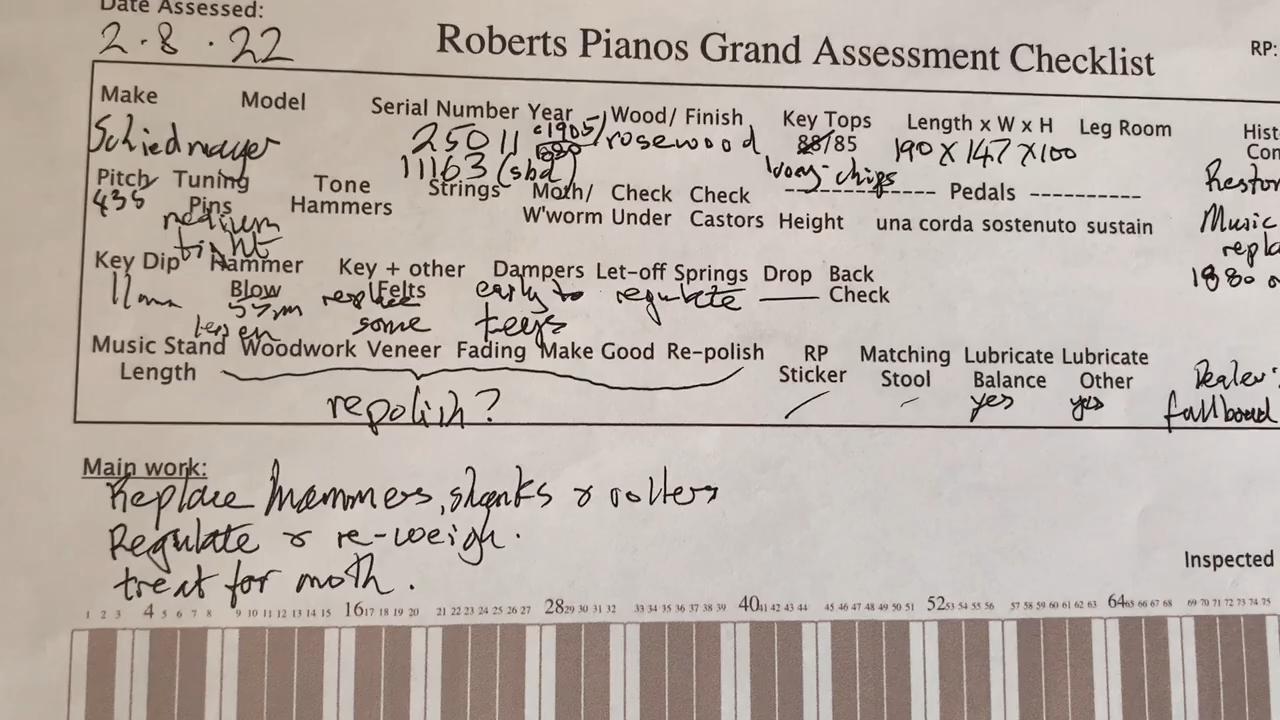 Date Assessed:
2.8.22
Roberts Pianos Grand Assessment Checklist
RP:
Make Model Serial Number Year Wood/ Finish Key Tops Length x W x H Leg Room Hist
Schiedmayer 25011 c1905/ rosewood 88/85 190 X 147 X 100 Con
11163 (sbd) ivory chips Restor
Pitch Tuning Pins Tone Hammers Strings Moth/ W'worm Check Under Check Castors Height ------------- Pedals -----------
una corda sostenuto sustain
435 medium tight
Music
repla
1880 o
Key Dip Hammer Blow Key + other Felts Dampers Let-off Springs Drop Back Check
replace some early to regulate
Music Stand Length Woodwork Veneer Fading Make Good Re-polish RP Sticker Matching Stool Lubricate Balance Lubricate Other
repolish? yes yes
Dealer:
fallboard
Main work:
Replace hammers, shanks & rollers
Regulate & re-weigh.
treat for moth.
Inspected
1 2 3 4 5 6 7 8 9 10 11 12 13 14 15 16 17 18 19 20 21 22 23 24 25 26 27 28 29 30 31 32 33 34 35 36 37 38 39 40 41 42 43 44 45 46 47 48 49 50 51 52 53 54 55 56 57 58 59 60 61 62 63 64 65 66 67 68 69 70 71 72 73 74 75